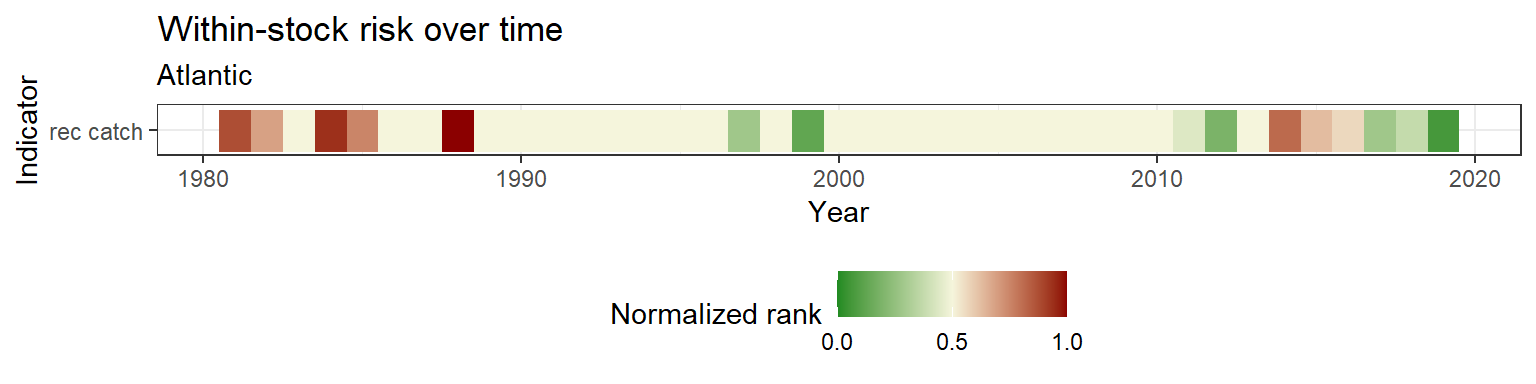 Within-stock risk over time
Atlantic
Indicator
rec catch
1980 1990 2000 2010 2020
Year
Normalized rank
0.0 0.5 1.0